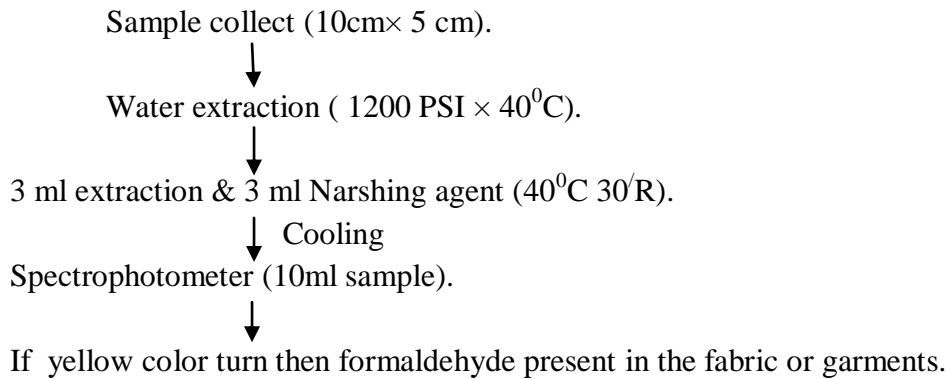 Sample collect (10cm× 5 cm).
Water extraction ( 1200 PSI × 40⁰C).
3 ml extraction & 3 ml Narshing agent (40⁰C 30/R).
Cooling
Spectrophotometer (10ml sample).
If yellow color turn then formaldehyde present in the fabric or garments.